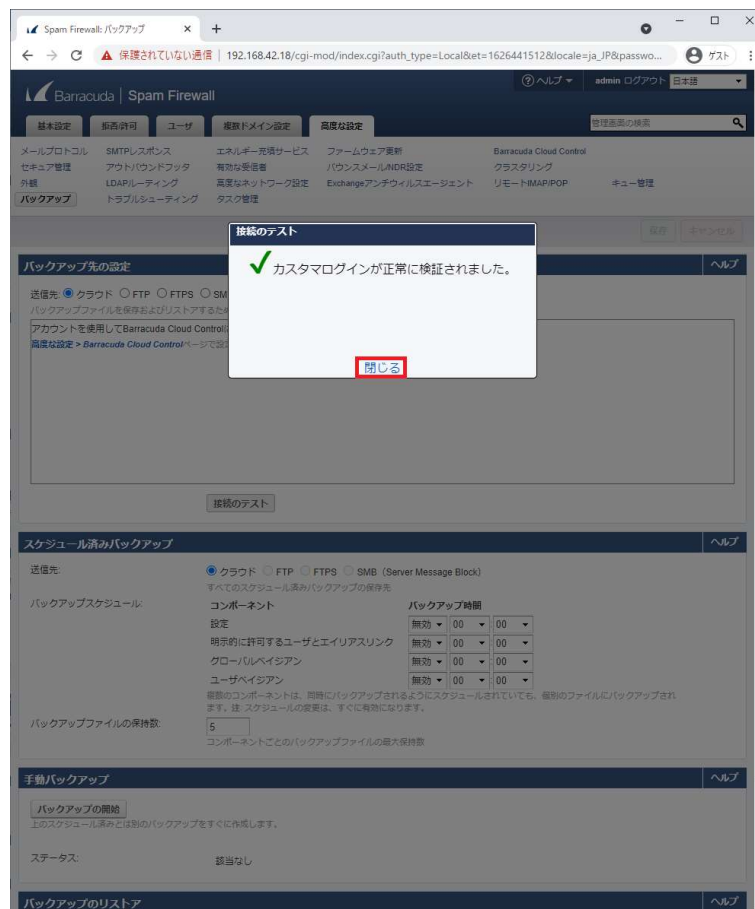 Spam Firewall: バックアップ
保護されていない通信 | 192.168.42.18/cgi-mod/index.cgi?auth_type=Local&et=1626441512&locale=ja_JP&passwo...
ゲスト
Barracuda | Spam Firewall
ヘルプ
admin ログアウト
日本語
基本設定 拒否/許可 ユーザ 複数ドメイン設定 高度な設定
管理画面の検索
メールプロトコル SMTPレスポンス エネルギー充填サービス ファームウェア更新 Barracuda Cloud Control
セキュア管理 アウトバウンドフッタ 有効な受信者 バウンスメール/NDR設定 クラスタリング
外観 LDAPルーティング 高度なネットワーク設定 Exchangeアンチウィルスエージェント リモートIMAP/POP キュー管理
バックアップ トラブルシューティング タスク管理
保存 キャンセル
接続のテスト
カスタマログインが正常に検証されました。
閉じる
バックアップ先の設定 ヘルプ
送信先: クラウド FTP FTPS SM
バックアップファイルを保存およびリストアするため
アカウントを使用してBarracuda Cloud Control
高度な設定 > Barracuda Cloud Controlページで設定
接続のテスト
スケジュール済みバックアップ ヘルプ
送信先: クラウド FTP FTPS SMB (Server Message Block)
すべてのスケジュール済みバックアップの保存先
バックアップスケジュール: コンポーネント バックアップ時間
設定 無効 00 : 00
明示的に許可するユーザとエイリアスリンク 無効 00 : 00
グローバルベイジアン 無効 00 : 00
ユーザベイジアン 無効 00 : 00
複数のコンポーネントは、同時にバックアップされるようにスケジュールされていても、個別のファイルにバックアップされ
ます。注: スケジュールの変更は、すぐに有効になります。
バックアップファイルの保持数: 5
コンポーネントごとのバックアップファイルの最大保持数
手動バックアップ ヘルプ
バックアップの開始
上のスケジュール済みとは別のバックアップをすぐに作成します。
ステータス: 該当なし
バックアップのリストア ヘルプ